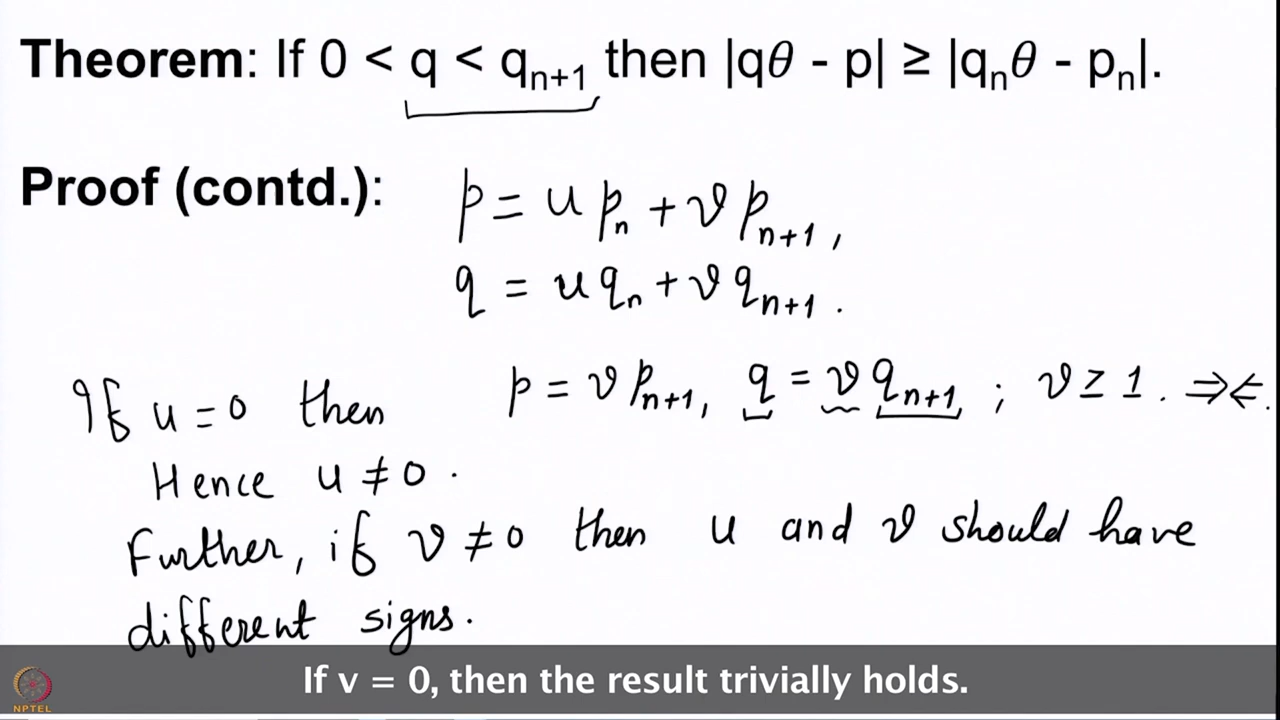 Theorem: If 0 < q < qₙ₊₁ then |qθ - p| ≥ |qₙθ - pₙ|.
Proof (contd.): p = u pₙ + v pₙ₊₁,
q = u qₙ + v qₙ₊₁.
If u = 0 then p = v pₙ₊₁, q = v qₙ₊₁ ; v ≥ 1. ⇒⇐.
Hence u ≠ 0.
Further, if v ≠ 0 then u and v should have
different signs.
If v = 0, then the result trivially holds.
NPTEL